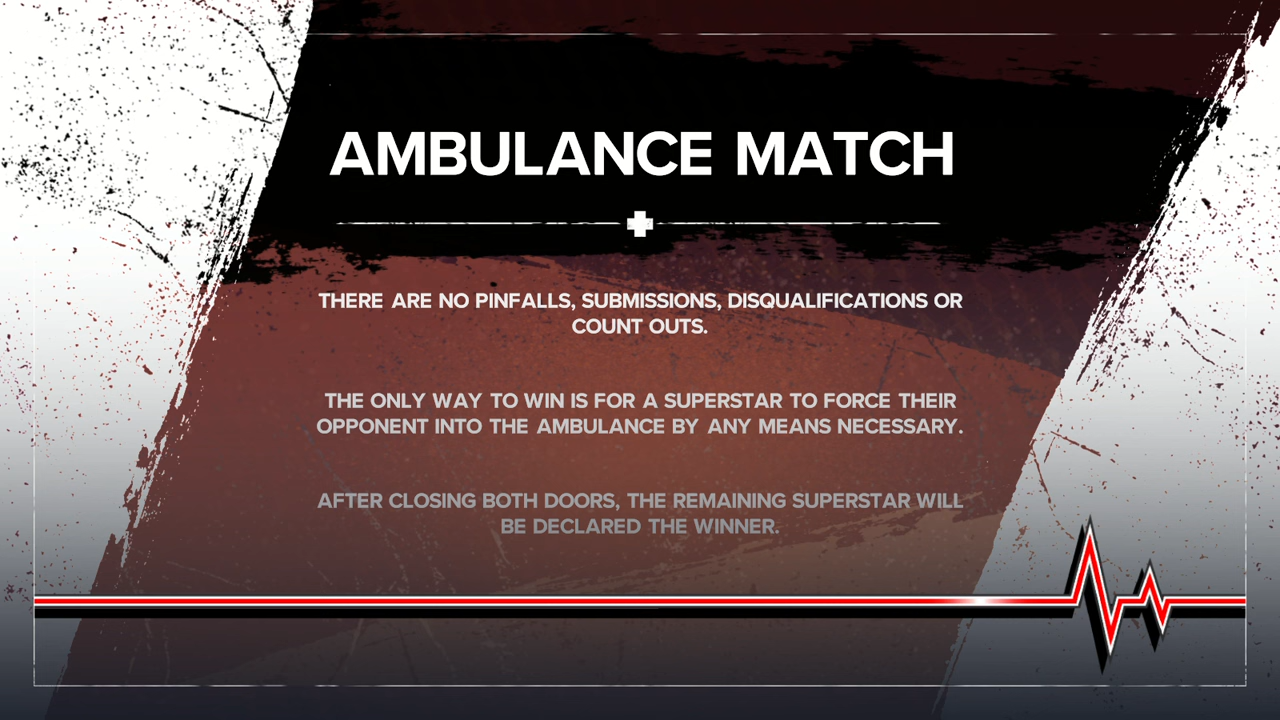 AMBULANCE MATCH
THERE ARE NO PINFALLS, SUBMISSIONS, DISQUALIFICATIONS OR
COUNT OUTS.
THE ONLY WAY TO WIN IS FOR A SUPERSTAR TO FORCE THEIR
OPPONENT INTO THE AMBULANCE BY ANY MEANS NECESSARY.
AFTER CLOSING BOTH DOORS, THE REMAINING SUPERSTAR WILL
BE DECLARED THE WINNER.